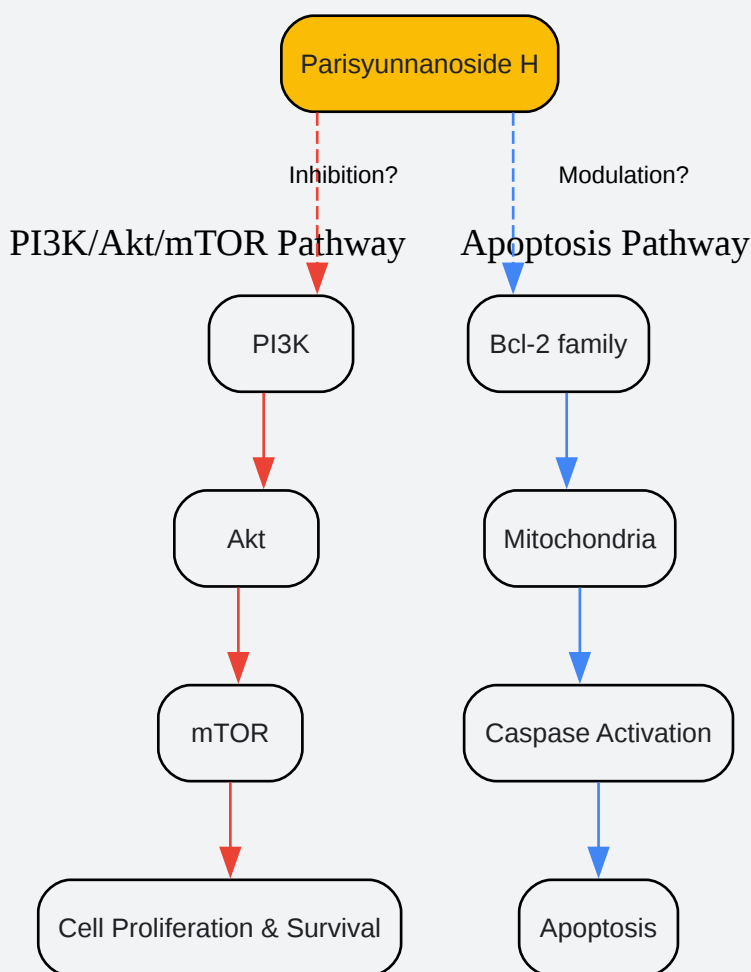 Parisyunnanoside H
Inhibition?
Modulation?
PI3K/Akt/mTOR Pathway
Apoptosis Pathway
PI3K
Bcl-2 family
Akt
Mitochondria
mTOR
Caspase Activation
Cell Proliferation & Survival
Apoptosis